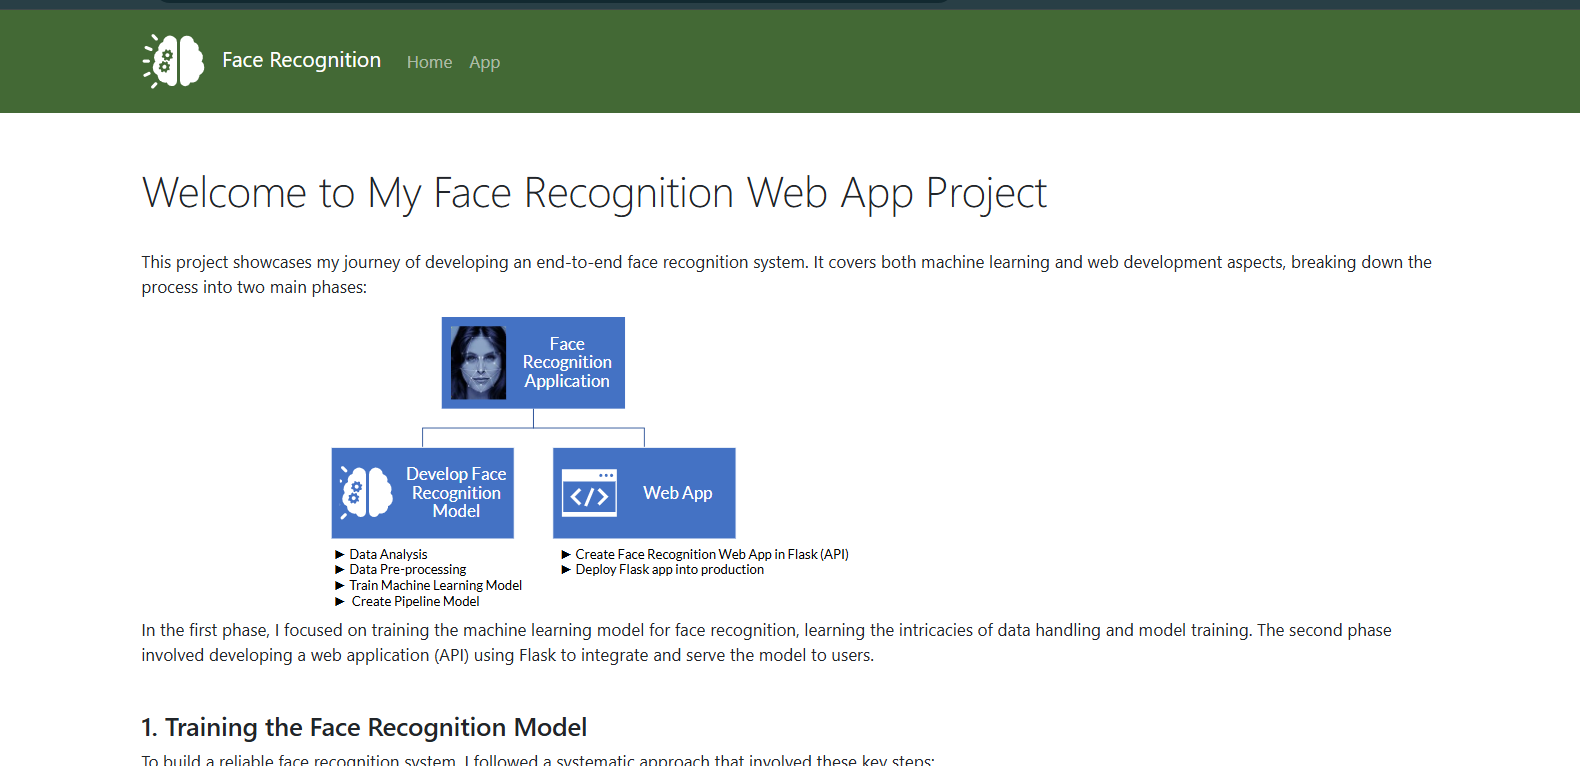 Face Recognition Home App
Welcome to My Face Recognition Web App Project
This project showcases my journey of developing an end-to-end face recognition system. It covers both machine learning and web development aspects, breaking down the
process into two main phases:
Face
Recognition
Application
Develop Face
Recognition
Model
► Data Analysis
► Data Pre-processing
► Train Machine Learning Model
► Create Pipeline Model
</>
Web App
► Create Face Recognition Web App in Flask (API)
► Deploy Flask app into production
In the first phase, I focused on training the machine learning model for face recognition, learning the intricacies of data handling and model training. The second phase
involved developing a web application (API) using Flask to integrate and serve the model to users.
1. Training the Face Recognition Model
To build a reliable face recognition system, I followed a systematic approach that involved these key steps: